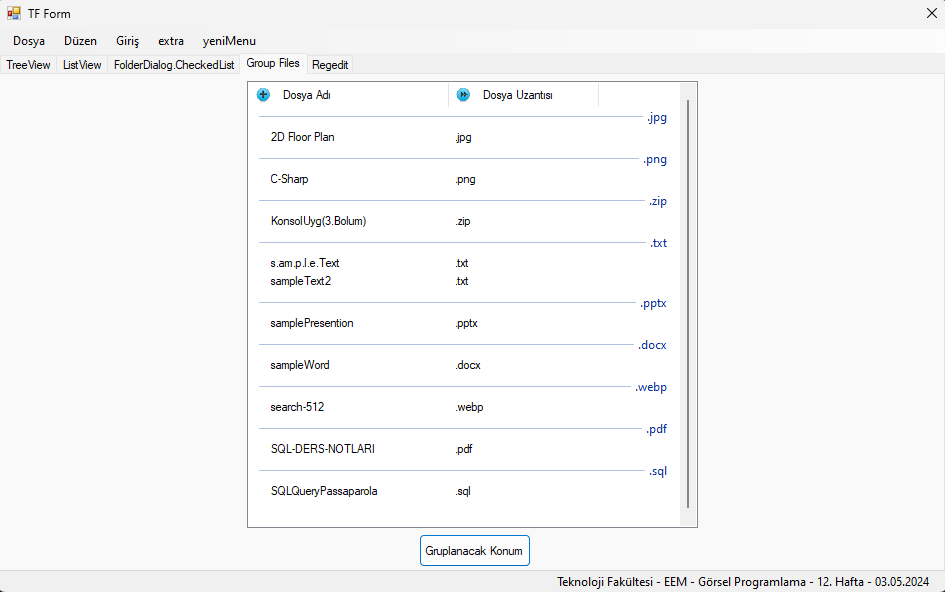 TF Form
Dosya Düzen Giriş extra yeniMenu
TreeView ListView FolderDialog.CheckedList Group Files Regedit
Dosya Adı Dosya Uzantısı
.jpg
2D Floor Plan .jpg
.png
C-Sharp .png
.zip
KonsolUyg(3.Bolum) .zip
.txt
s.am.p.l.e.Text .txt
sampleText2 .txt
.pptx
samplePresention .pptx
.docx
sampleWord .docx
.webp
search-512 .webp
.pdf
SQL-DERS-NOTLARI .pdf
.sql
SQLQueryPassaparola .sql
Gruplanacak Konum
Teknoloji Fakültesi - EEM - Görsel Programlama - 12. Hafta - 03.05.2024